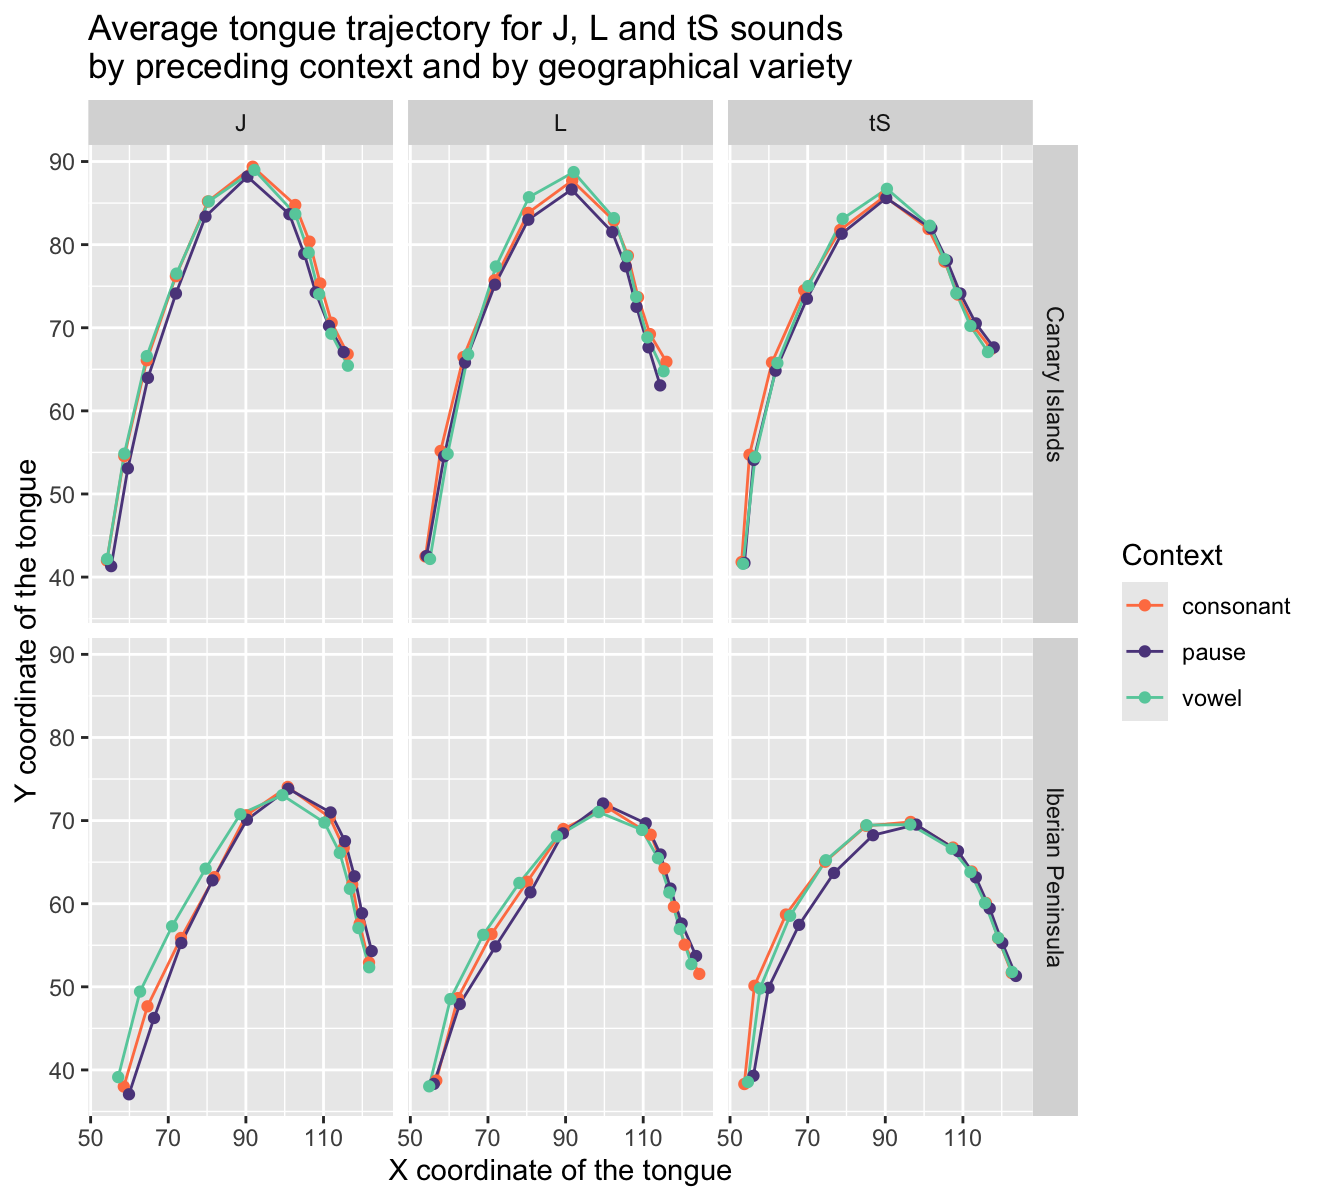 Average tongue trajectory for J, L and tS sounds
by preceding context and by geographical variety
J
L
tS
90
80
70
60
50
40
Canary Islands
90
80
70
60
50
40
Iberian Peninsula
50
70
90
110
50
70
90
110
50
70
90
110
X coordinate of the tongue
Y coordinate of the tongue
Context
consonant
pause
vowel